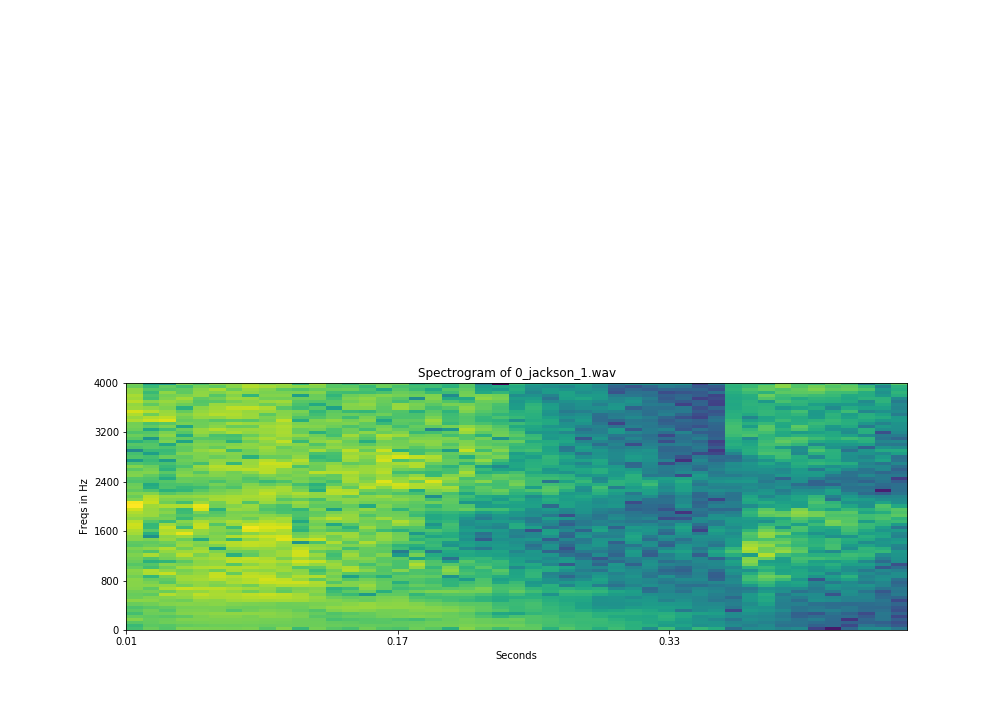 Spectrogram of 0_jackson_1.wav
4000
3200
2400
1600
800
0
Freqs in Hz
0.01 0.17 0.33
Seconds